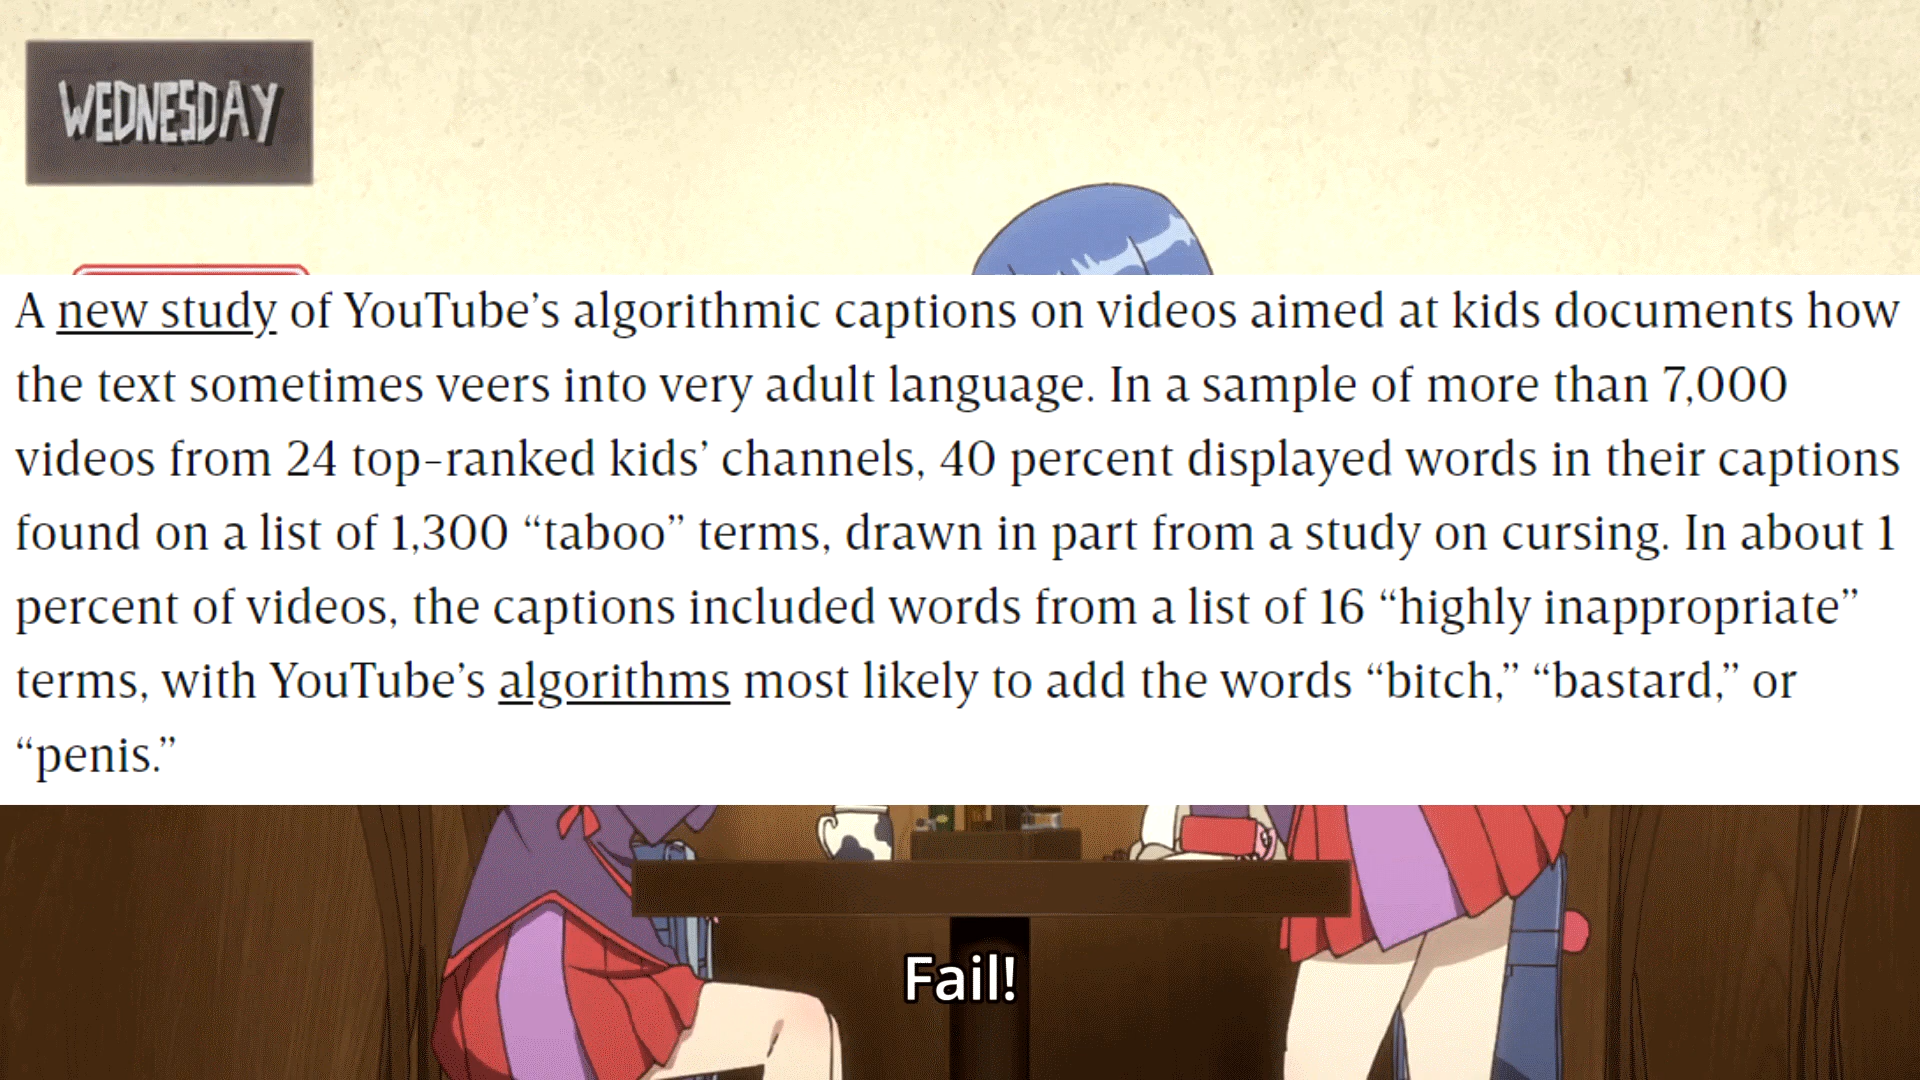 WEDNESDAY
A new study of YouTube’s algorithmic captions on videos aimed at kids documents how
the text sometimes veers into very adult language. In a sample of more than 7,000
videos from 24 top-ranked kids’ channels, 40 percent displayed words in their captions
found on a list of 1,300 “taboo” terms, drawn in part from a study on cursing. In about 1
percent of videos, the captions included words from a list of 16 “highly inappropriate”
terms, with YouTube’s algorithms most likely to add the words “bitch,” “bastard,” or
“penis.”
Fail!